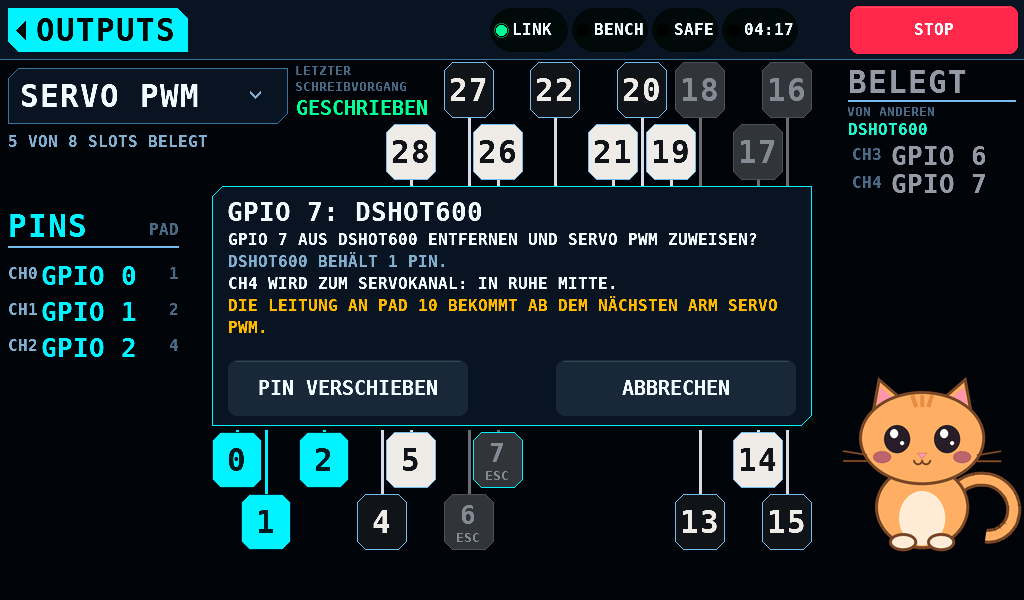 OUTPUTS
LINK
BENCH
SAFE
04:17
STOP
SERVO PWM
5 VON 8 SLOTS BELEGT
LETZTER
SCHREIBVORGANG
GESCHRIEBEN
27
22
20
18
16
28
26
21
19
17
BELEGT
VON ANDEREN
DSHOT600
CH3 GPIO 6
CH4 GPIO 7
PINS PAD
CH0 GPIO 0 1
CH1 GPIO 1 2
CH2 GPIO 2 4
GPIO 7: DSHOT600
GPIO 7 AUS DSHOT600 ENTFERNEN UND SERVO PWM ZUWEISEN?
DSHOT600 BEHÄLT 1 PIN.
CH4 WIRD ZUM SERVOKANAL: IN RUHE MITTE.
DIE LEITUNG AN PAD 10 BEKOMMT AB DEM NÄCHSTEN ARM SERVO
PWM.
PIN VERSCHIEBEN
ABBRECHEN
0
2
5
7
ESC
14
1
4
6
ESC
13
15